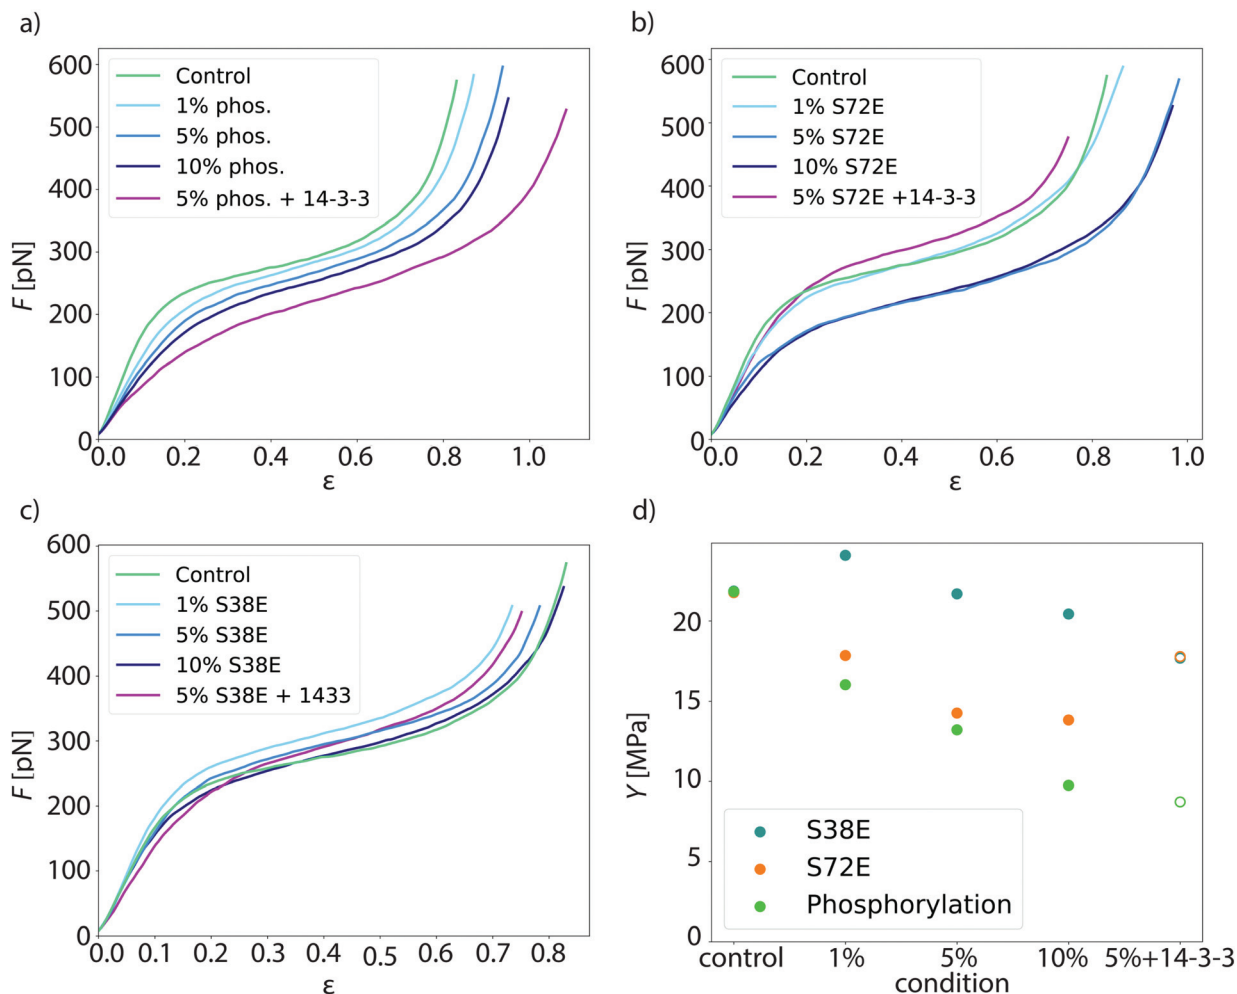 a)
600
500
400
300
200
100
0
F [pN]
Control
1% phos.
5% phos.
10% phos.
5% phos. + 14-3-3
0.0 0.2 0.4 0.6 0.8 1.0
ε
b)
600
500
400
300
200
100
0
F [pN]
Control
1% S72E
5% S72E
10% S72E
5% S72E +14-3-3
0.0 0.2 0.4 0.6 0.8 1.0
ε
c)
600
500
400
300
200
100
0
F [pN]
Control
1% S38E
5% S38E
10% S38E
5% S38E + 1433
0.0 0.1 0.2 0.3 0.4 0.5 0.6 0.7 0.8
ε
d)
20
15
10
5
0
Y [MPa]
S38E
S72E
Phosphorylation
control 1% 5% 10% 5%+14-3-3
condition